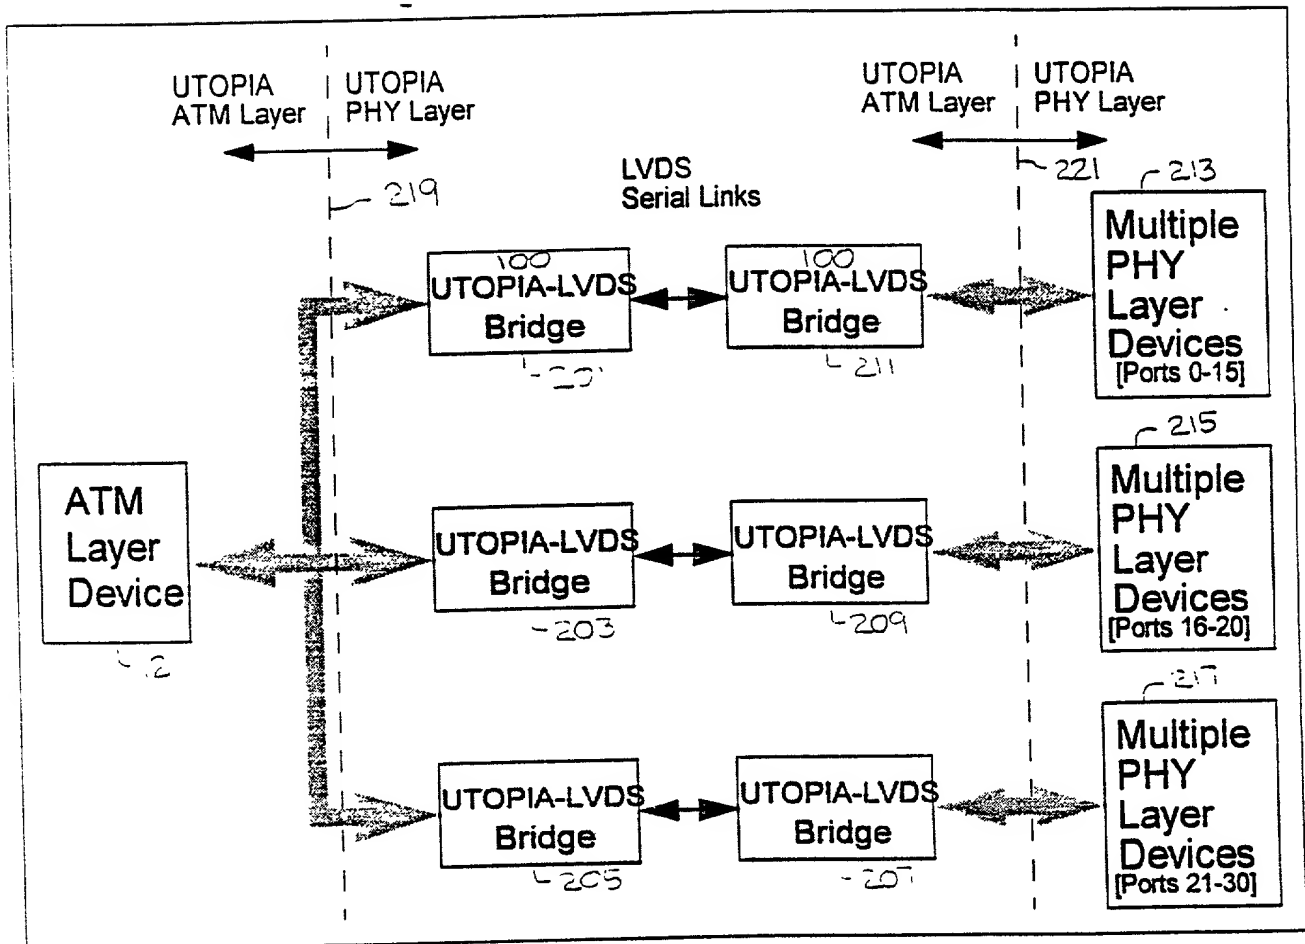 UTOPIA
ATM Layer
UTOPIA
PHY Layer
UTOPIA
ATM Layer
UTOPIA
PHY Layer
219
LVDS
Serial Links
221
213
Multiple
PHY
Layer
Devices
[Ports 0-15]
100
UTOPIA-LVDS
Bridge
100
UTOPIA-LVDS
Bridge
211
215
Multiple
PHY
Layer
Devices
[Ports 16-20]
ATM
Layer
Device
UTOPIA-LVDS
Bridge
203
UTOPIA-LVDS
Bridge
209
217
Multiple
PHY
Layer
Devices
[Ports 21-30]
UTOPIA-LVDS
Bridge
205
UTOPIA-LVDS
Bridge
207